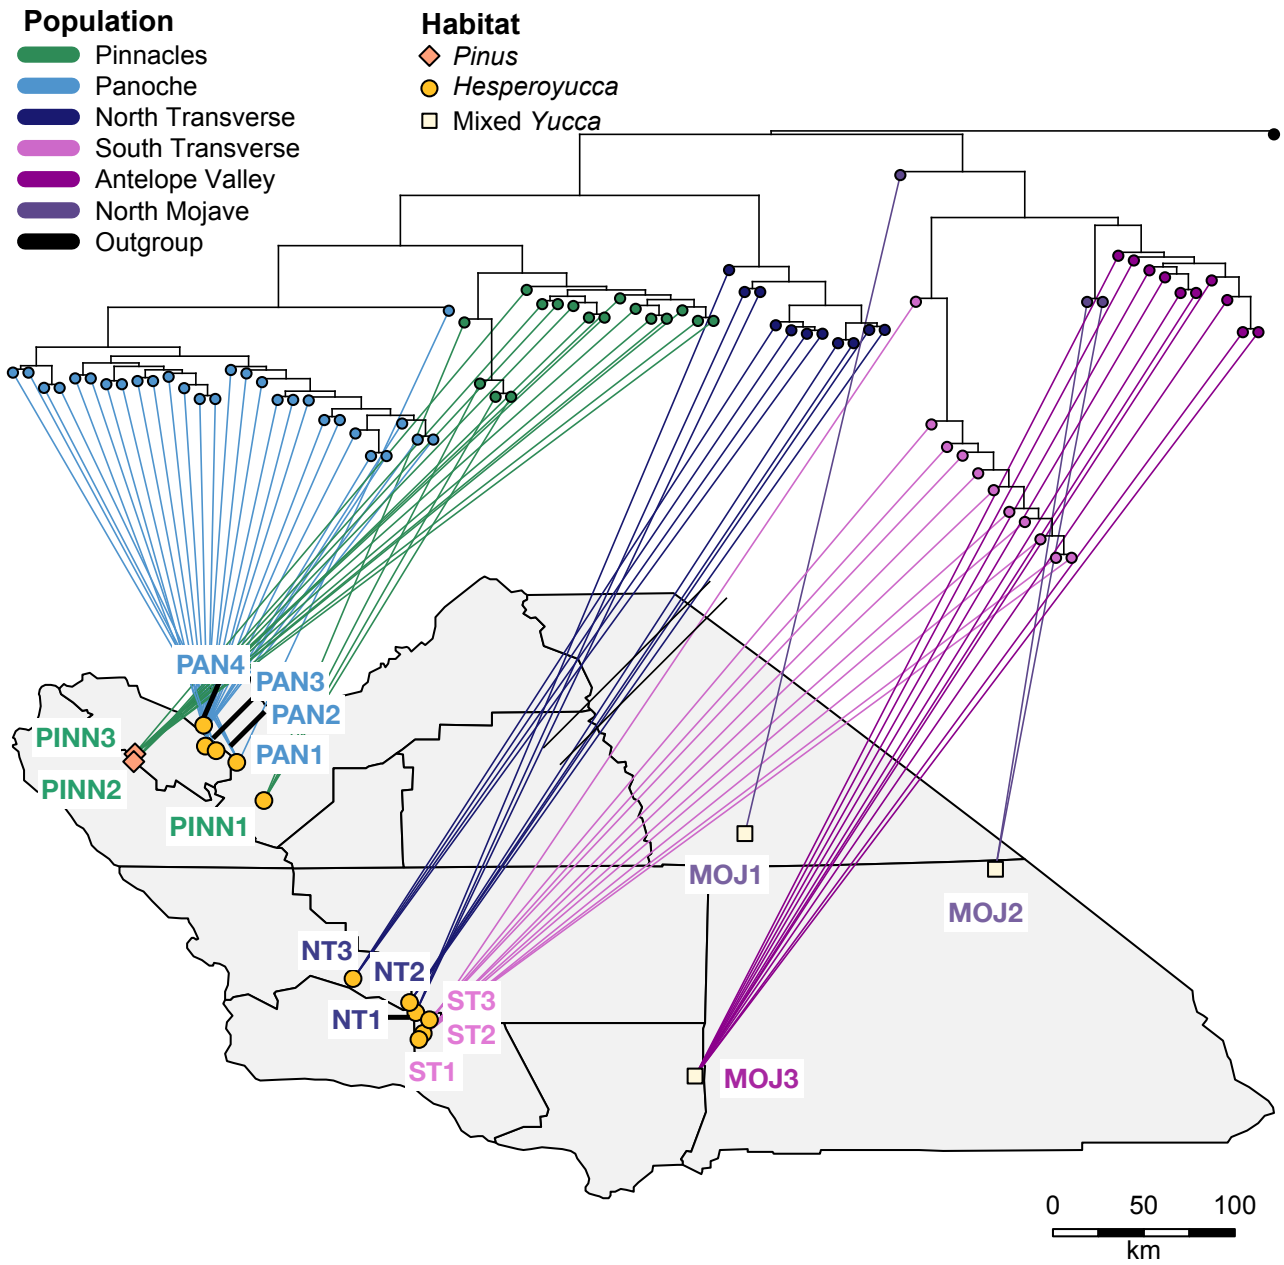 Population
Pinnacles
Panoche
North Transverse
South Transverse
Antelope Valley
North Mojave
Outgroup
Habitat
Pinus
Hesperoyucca
Mixed Yucca
PAN4
PAN3
PAN2
PINN3
PAN1
PINN2
PINN1
MOJ1
MOJ2
NT3
NT2
ST3
NT1
ST2
ST1
MOJ3
0 50 100
km